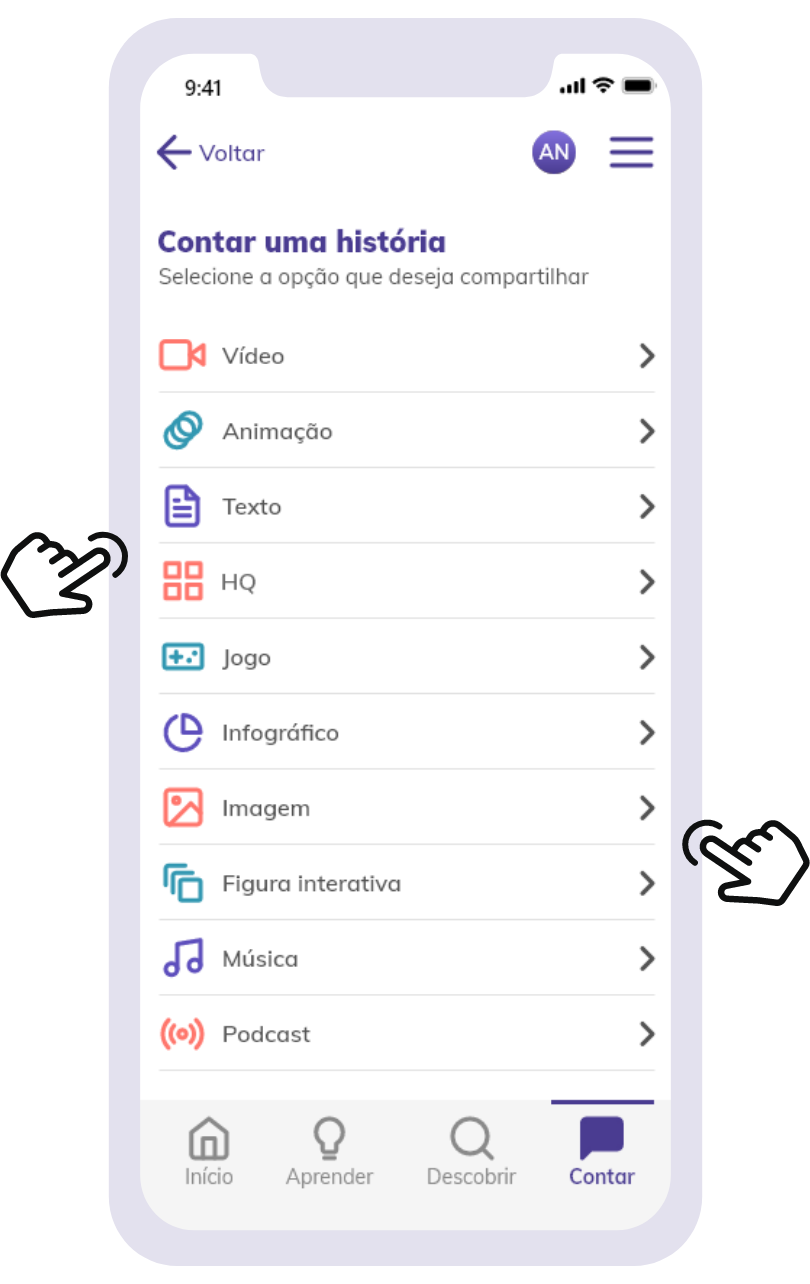 9:41
Voltar
AN
Contar uma história
Selecione a opção que deseja compartilhar
Vídeo
Animação
Texto
HQ
Jogo
Infográfico
Imagem
Figura interativa
Música
Podcast
Início
Aprender
Descobrir
Contar